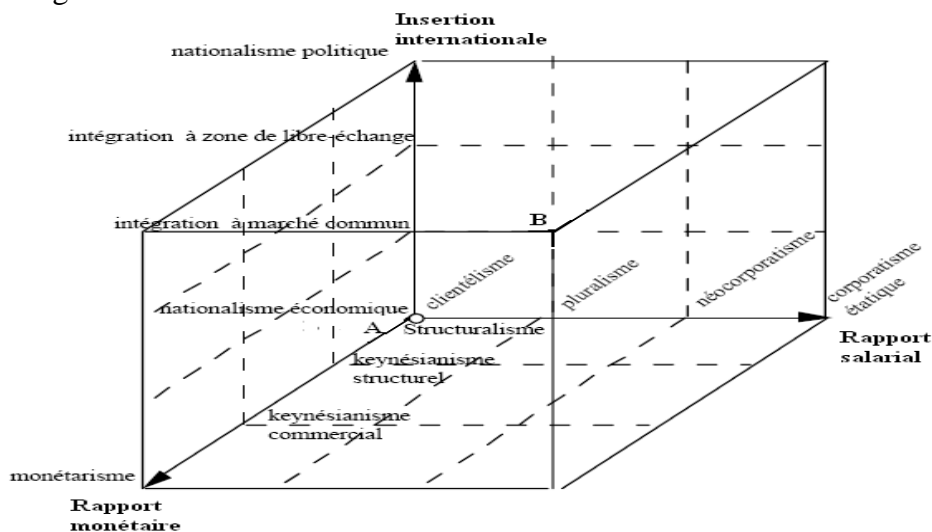 Insertion
internationale
nationalisme politique
intégration à zone de libre-échange
intégration à marché commun
B
nationalisme économique
clientélisme
pluralisme
néocorporatisme
corporatisme
étatique
A
Structuralisme
Rapport
salarial
keynésianisme
structurel
keynésianisme
commercial
monétarisme
Rapport
monétaire